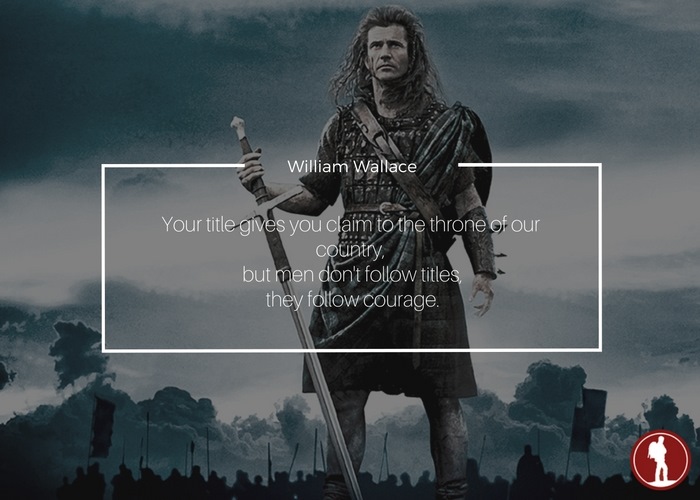 William Wallace
Your title gives you claim to the throne of our
country,
but men don't follow titles,
they follow courage.